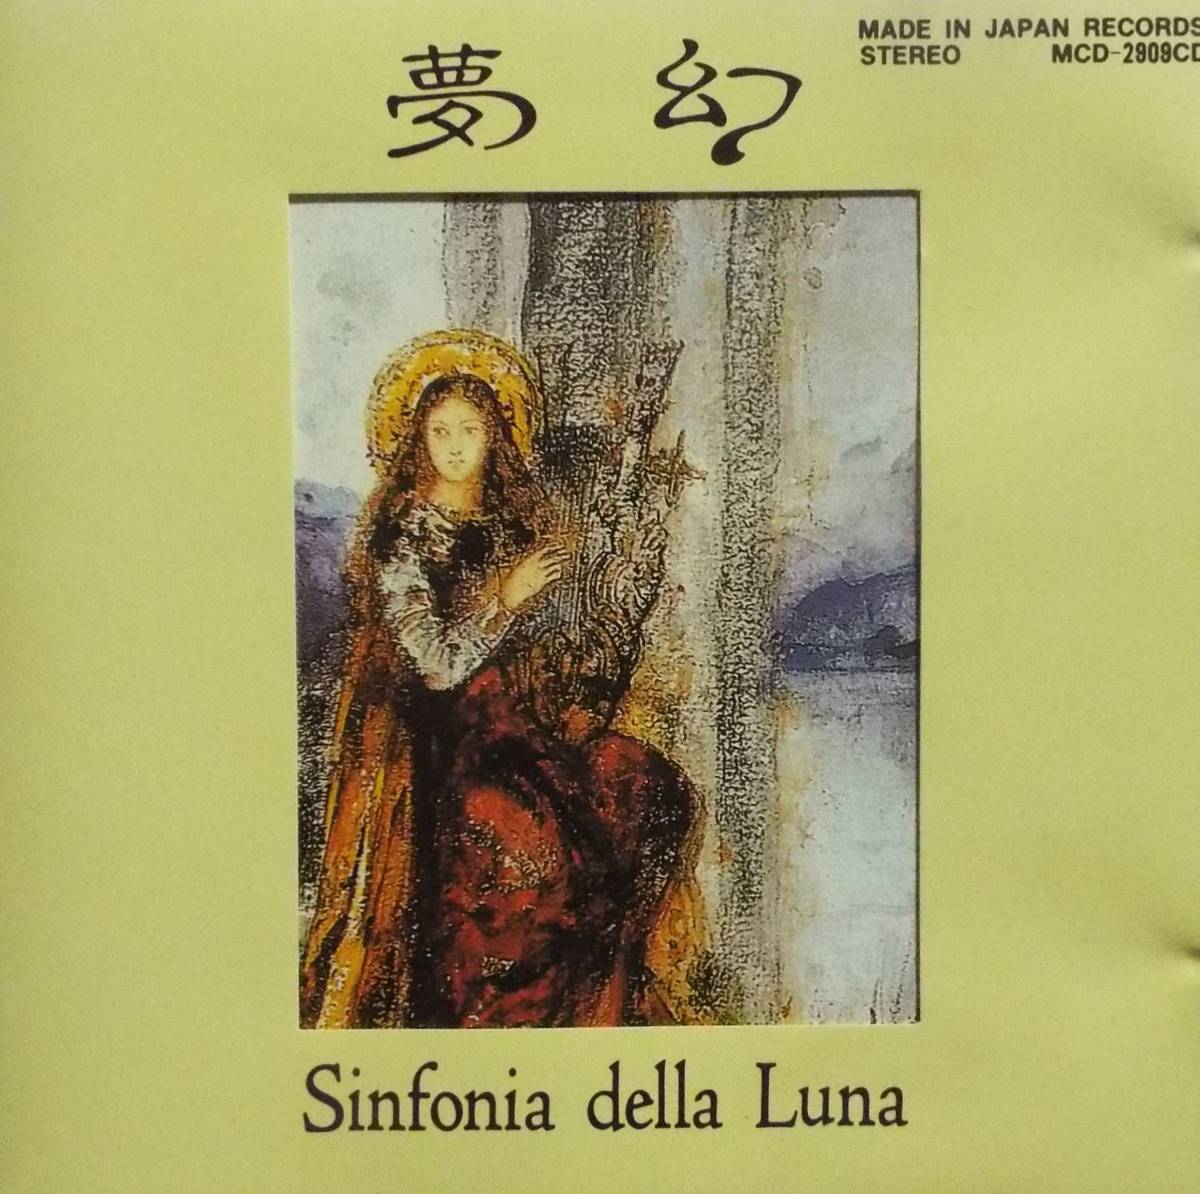 MADE IN JAPAN RECORDS
STEREO MCD-2909CD
夢幻
Sinfonia della Luna